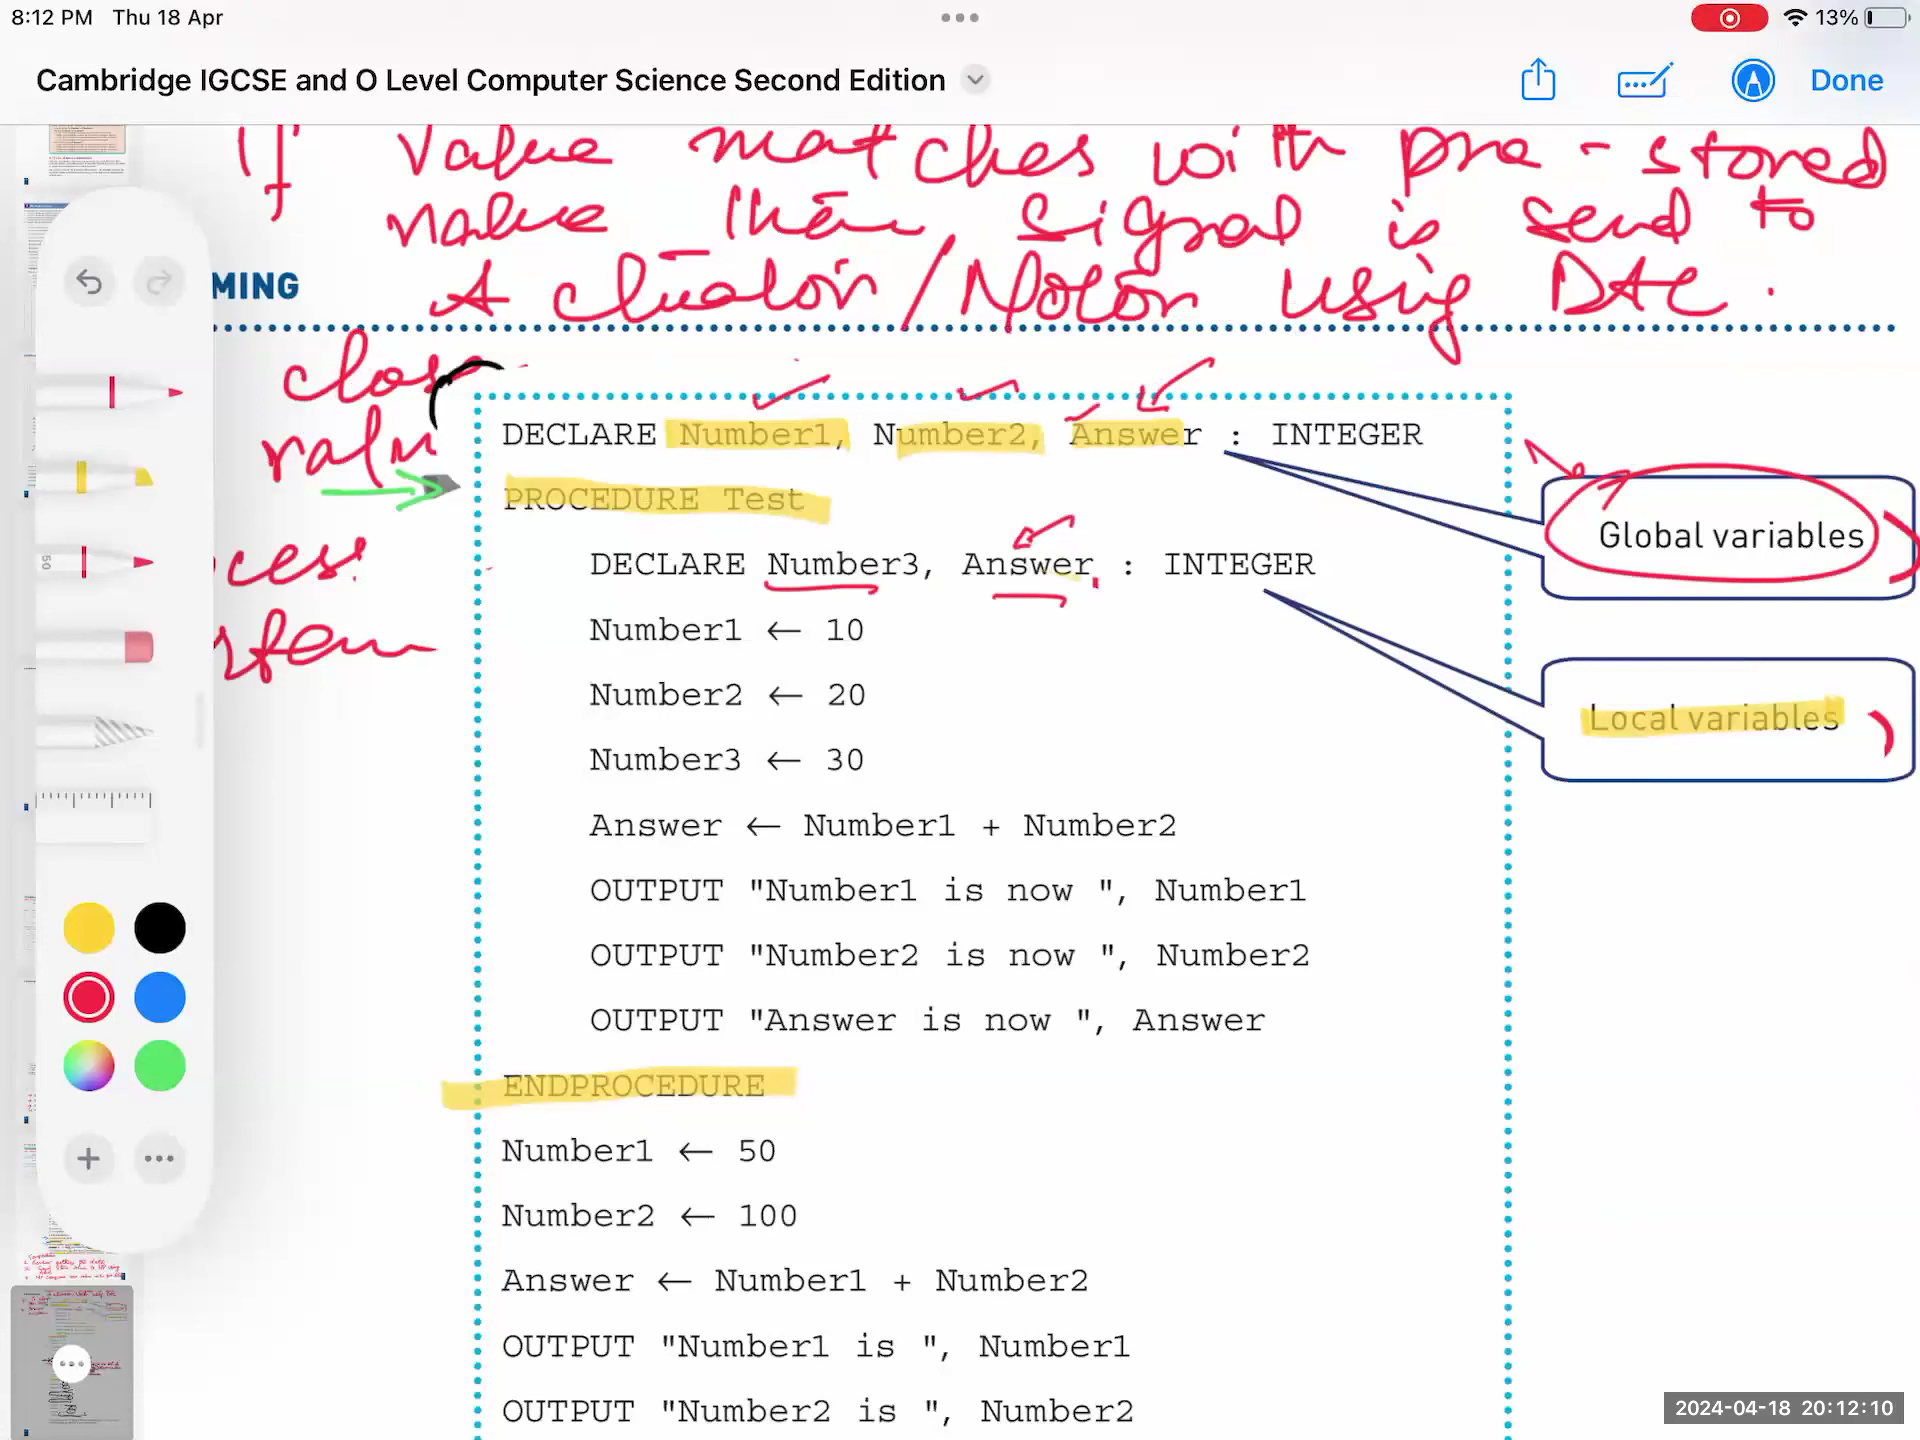 8:12 PM Thu 18 Apr
13%
Cambridge IGCSE and O Level Computer Science Second Edition
Done
If value matches with pre-stored
value than signal is send to
MING
Actuator/Motor using DAC.
close
valu
DECLARE Number1, Number2, Answer : INTEGER
PROCEDURE Test
Global variables
DECLARE Number3, Answer : INTEGER
Number1 ← 10
Number2 ← 20
Local variables
Number3 ← 30
Answer ← Number1 + Number2
OUTPUT "Number1 is now ", Number1
OUTPUT "Number2 is now ", Number2
OUTPUT "Answer is now ", Answer
ENDPROCEDURE
Number1 ← 50
Number2 ← 100
Answer ← Number1 + Number2
OUTPUT "Number1 is ", Number1
OUTPUT "Number2 is ", Number2
50
2024-04-18 20:12:10